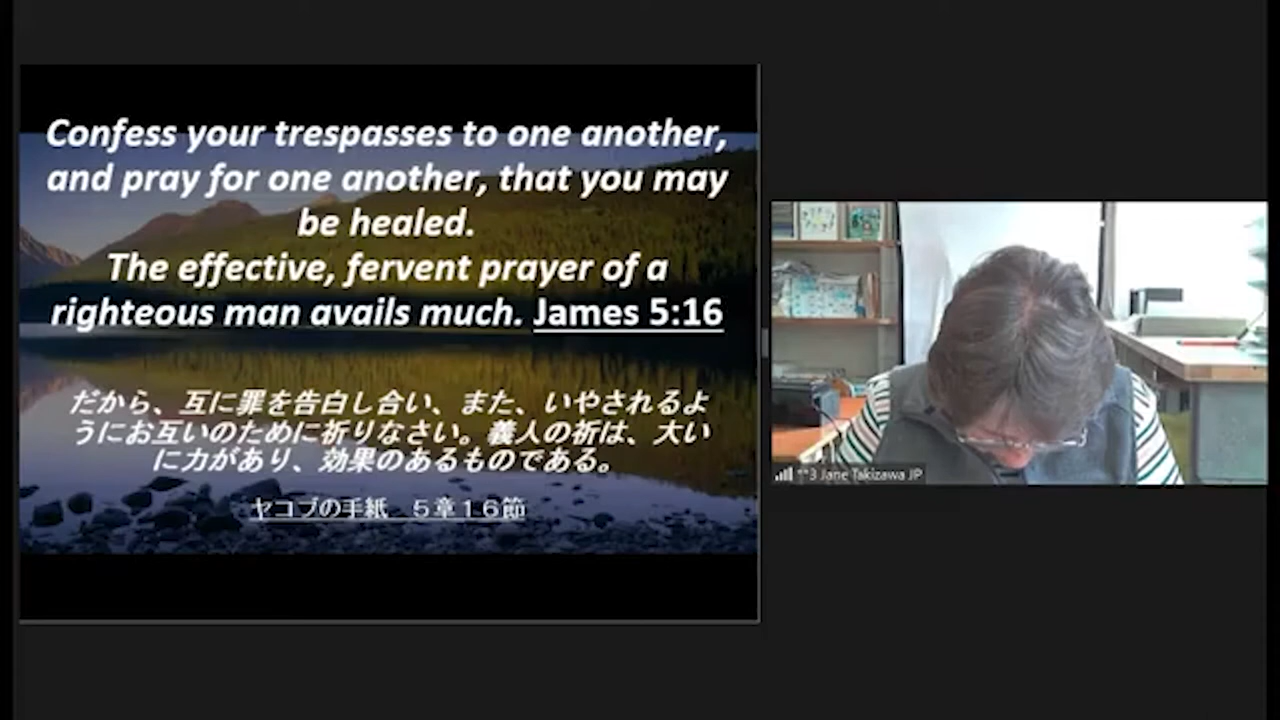 Confess your trespasses to one another,
and pray for one another, that you may
be healed.
The effective, fervent prayer of a
righteous man avails much. James 5:16
だから、互に罪を告白し合い、また、いやされるよ
うにお互いのために祈りなさい。義人の祈は、大い
に力があり、効果のあるものである。
ヤコブの手紙　５章１６節
**3 Jane Takizawa JP